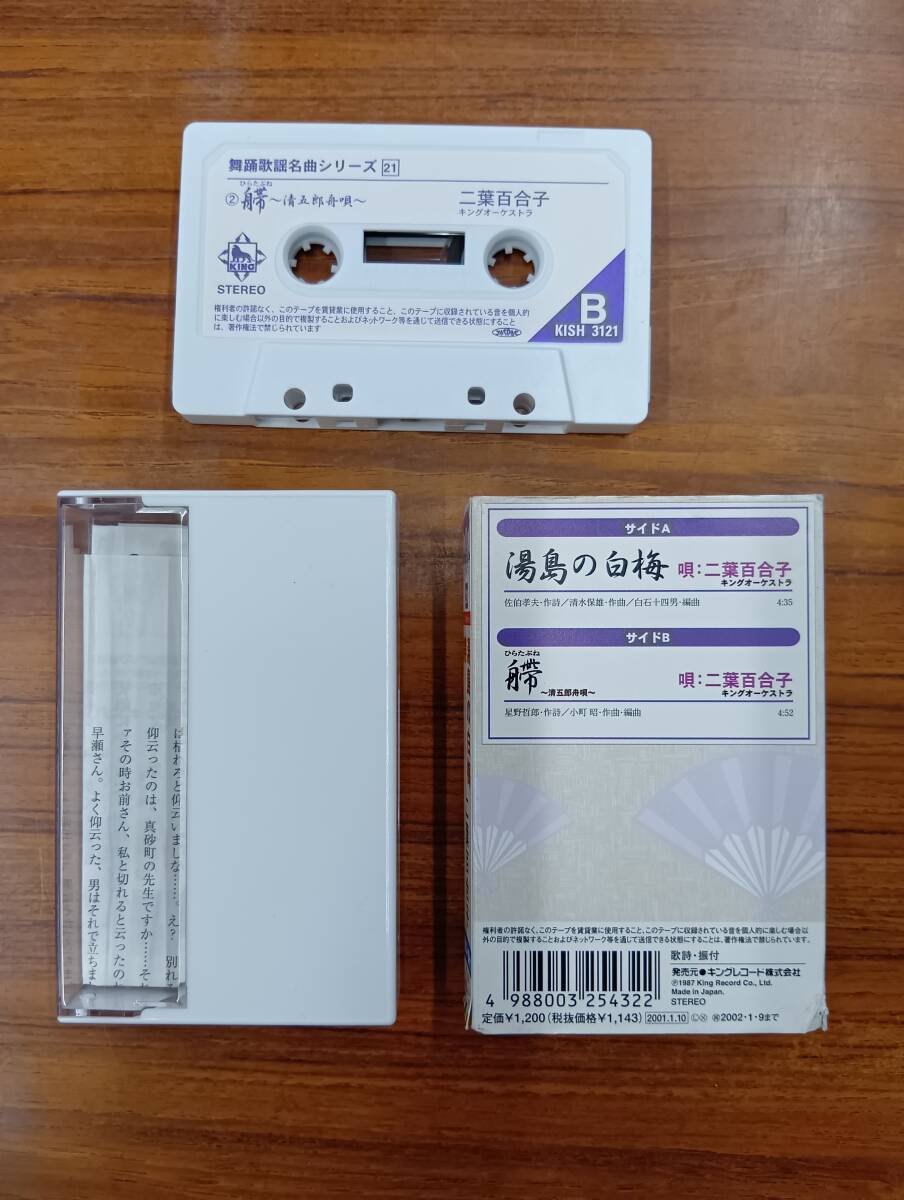 舞踊歌謡名曲シリーズ 21
ひらたぶね
② 艜 ～清五郎舟唄～
二葉百合子
キングオーケストラ
KING
STEREO
B
KISH 3121
権利者の許諾なく、このテープを賃貸業に使用すること、このテープに収録されている音を個人的
に楽しむ場合以外の目的で複製することおよびネットワーク等を通じて送信できる状態にすること
は、著作権法で禁じられています
は枯れろと仰云いましな……。え? 別れろ
仰云ったのは、真砂町の先生ですか……それ
ァその時お前さん、私と切れると云ったのか
早瀬さん。よく仰云った、男はそれで立ちま
サイドA
湯島の白梅 唄:二葉百合子
キングオーケストラ
佐伯孝夫・作詩/清水保雄・作曲/白石十四男・編曲 4:35
サイドB
ひらたぶね
艜 唄:二葉百合子
～清五郎舟唄～ キングオーケストラ
星野哲郎・作詩/小町 昭・作曲・編曲 4:52
権利者の許諾なく、このテープを賃貸業に使用すること、このテープに収録されている音を個人的に楽しむ場合以
外の目的で複製することおよびネットワーク等を通じて送信できる状態にすることは、著作権法で禁じられています。
歌詩・振付
発売元●キングレコード株式会社
Ⓟ1987 King Record Co., Ltd.
Made in Japan.
STEREO
4 988003 254322
定価¥1,200(税抜価格¥1,143) 2001.1.10 2002・1・9まで